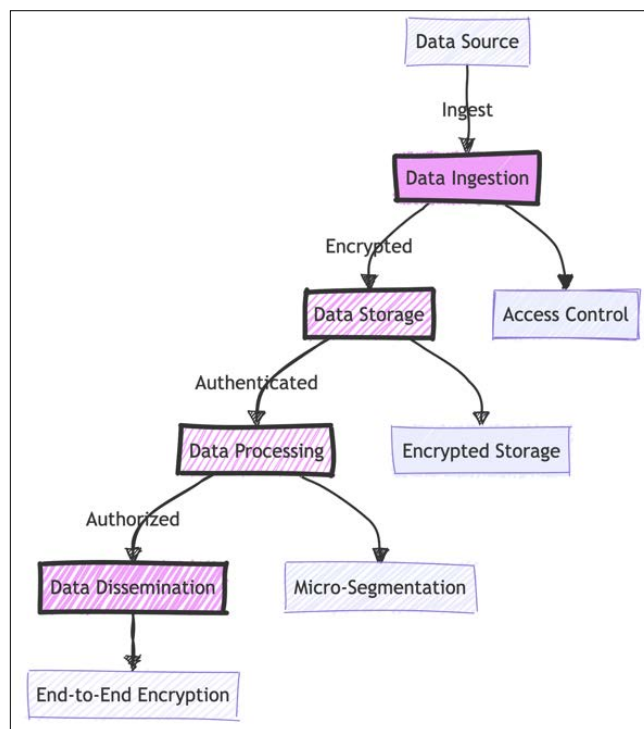 Data Source
Ingest
Data Ingestion
Encrypted
Data Storage
Access Control
Authenticated
Data Processing
Encrypted Storage
Authorized
Data Dissemination
Micro-Segmentation
End-to-End Encryption